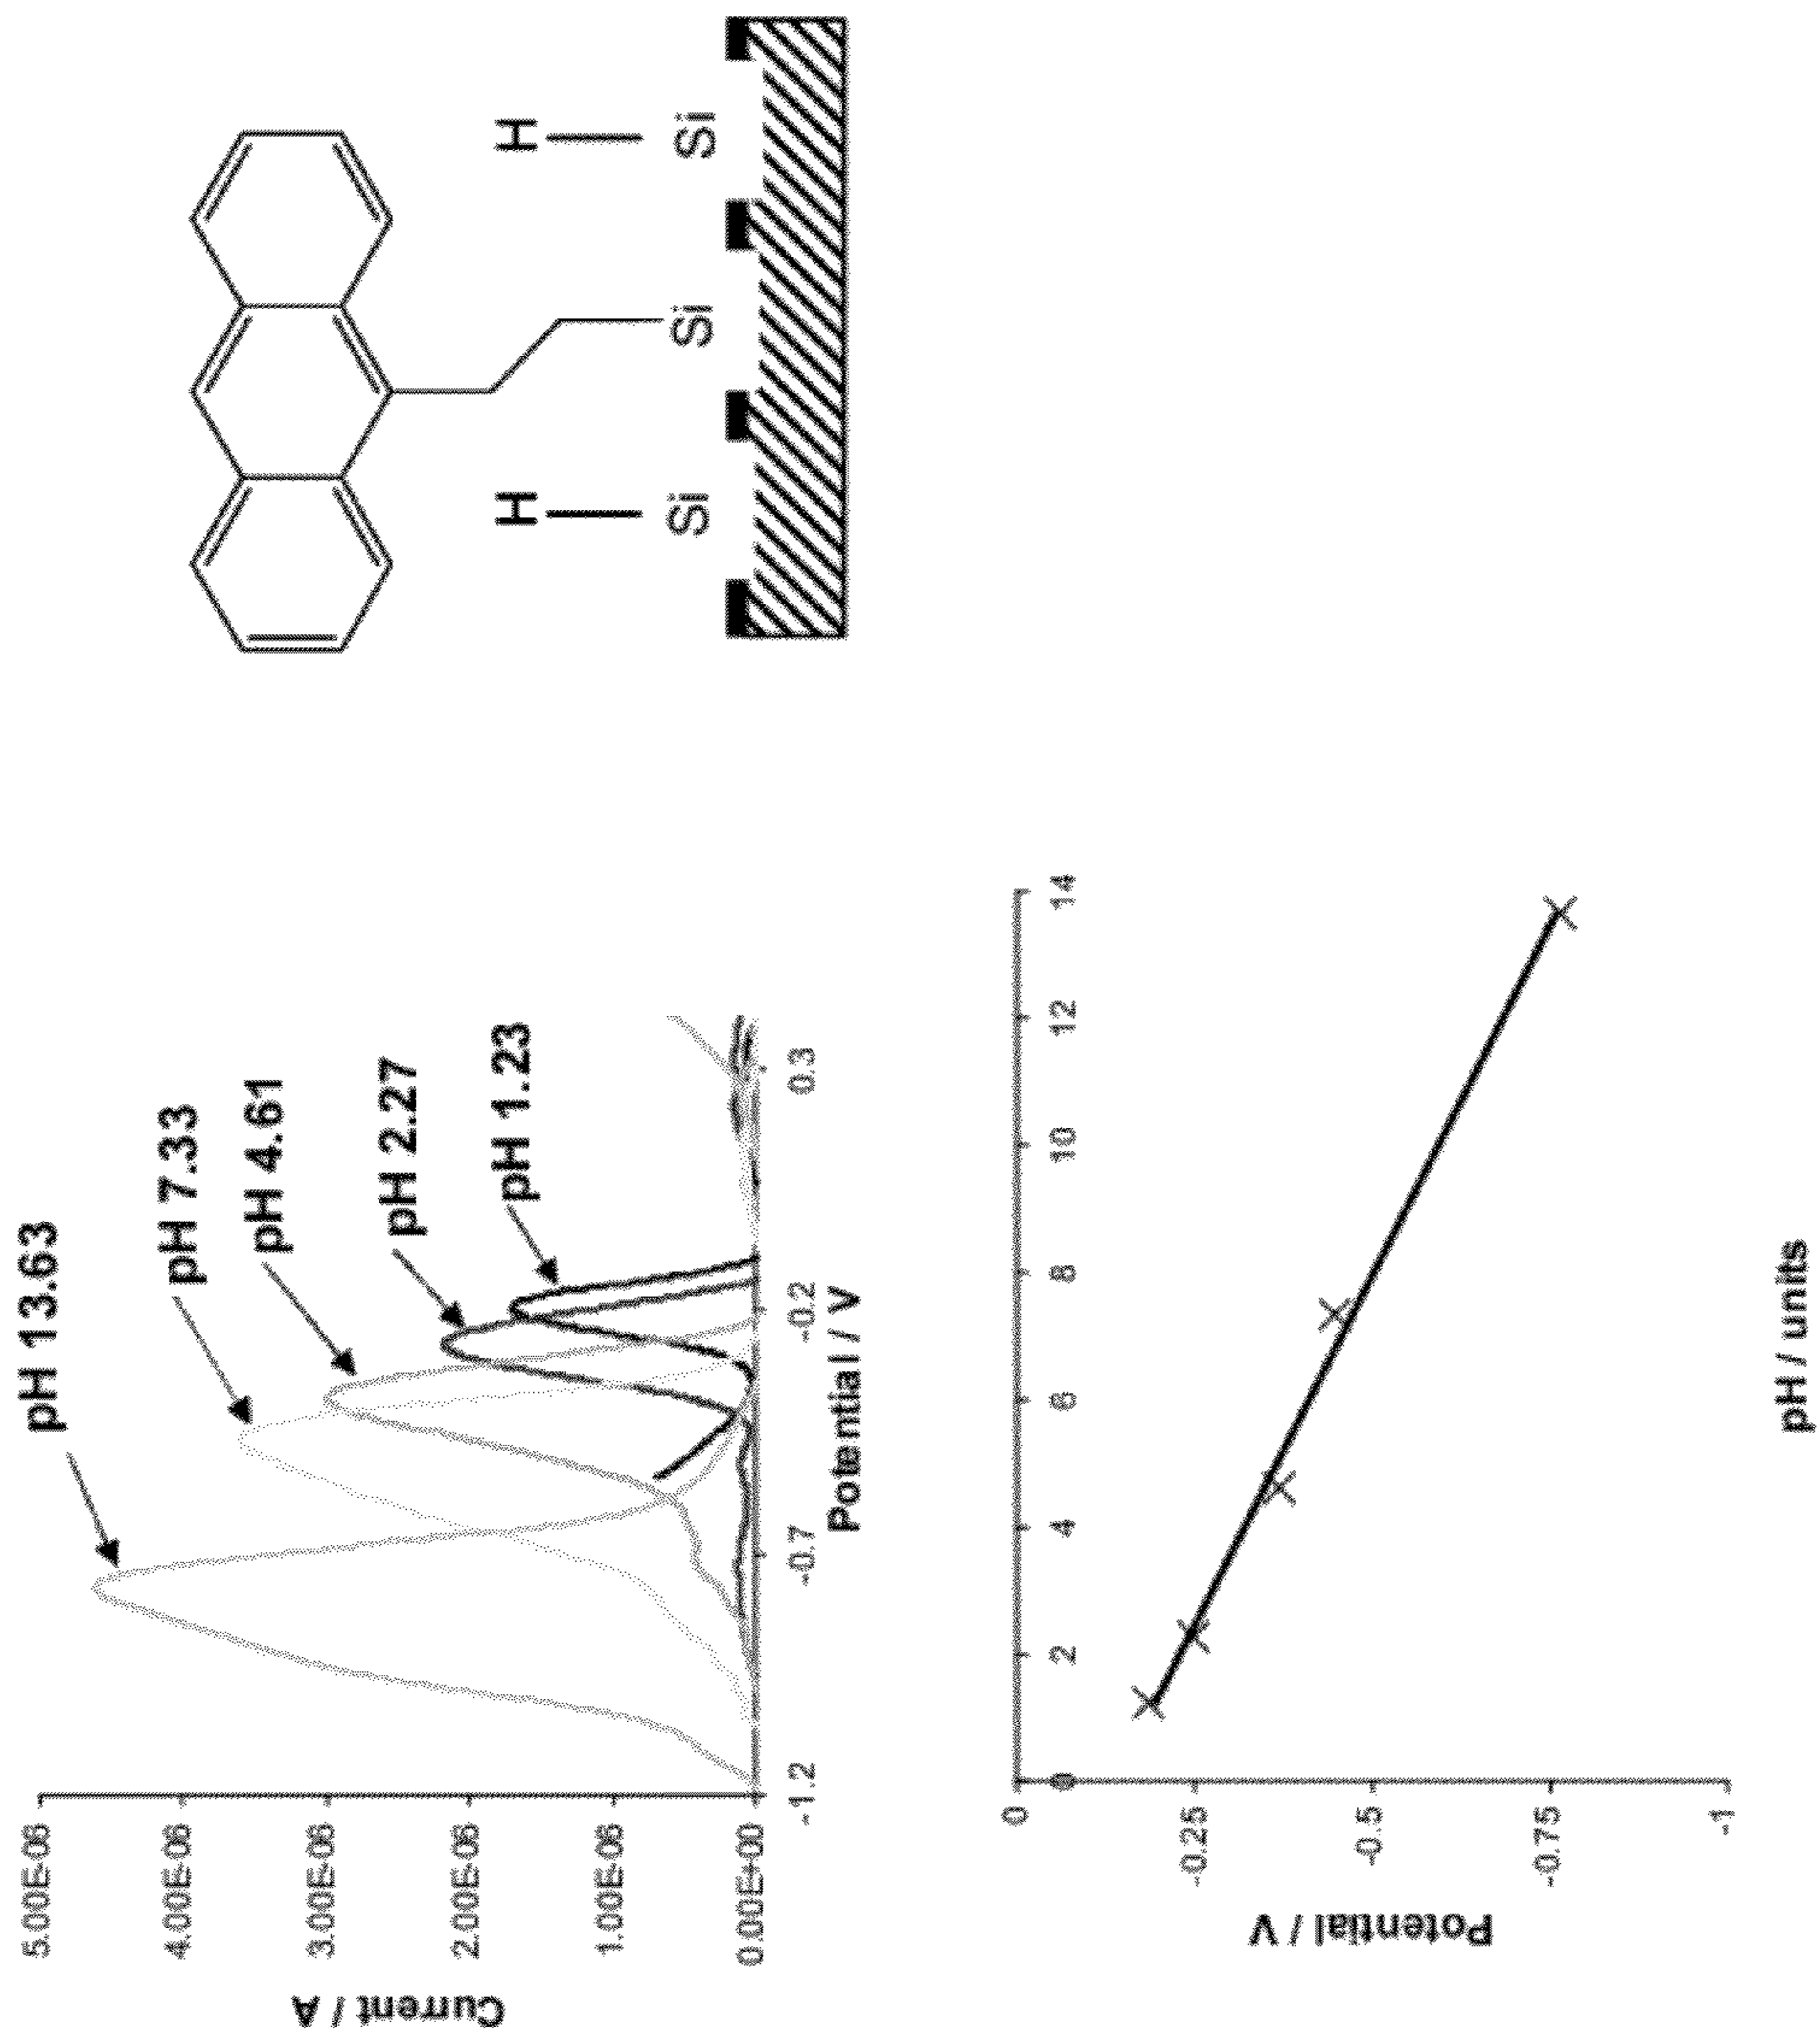 pH 13.63
pH 7.33
pH 4.61
pH 2.27
pH 1.23
5.00E-06
4.00E-06
3.00E-06
2.00E-06
1.00E-06
0.00E+00
Current / A
-1.2
-0.7
-0.2
0.3
Potential / V
H
H
Si
Si
Si
0
-0.25
-0.5
-0.75
-1
Potential / V
0
2
4
6
8
10
12
14
pH / units